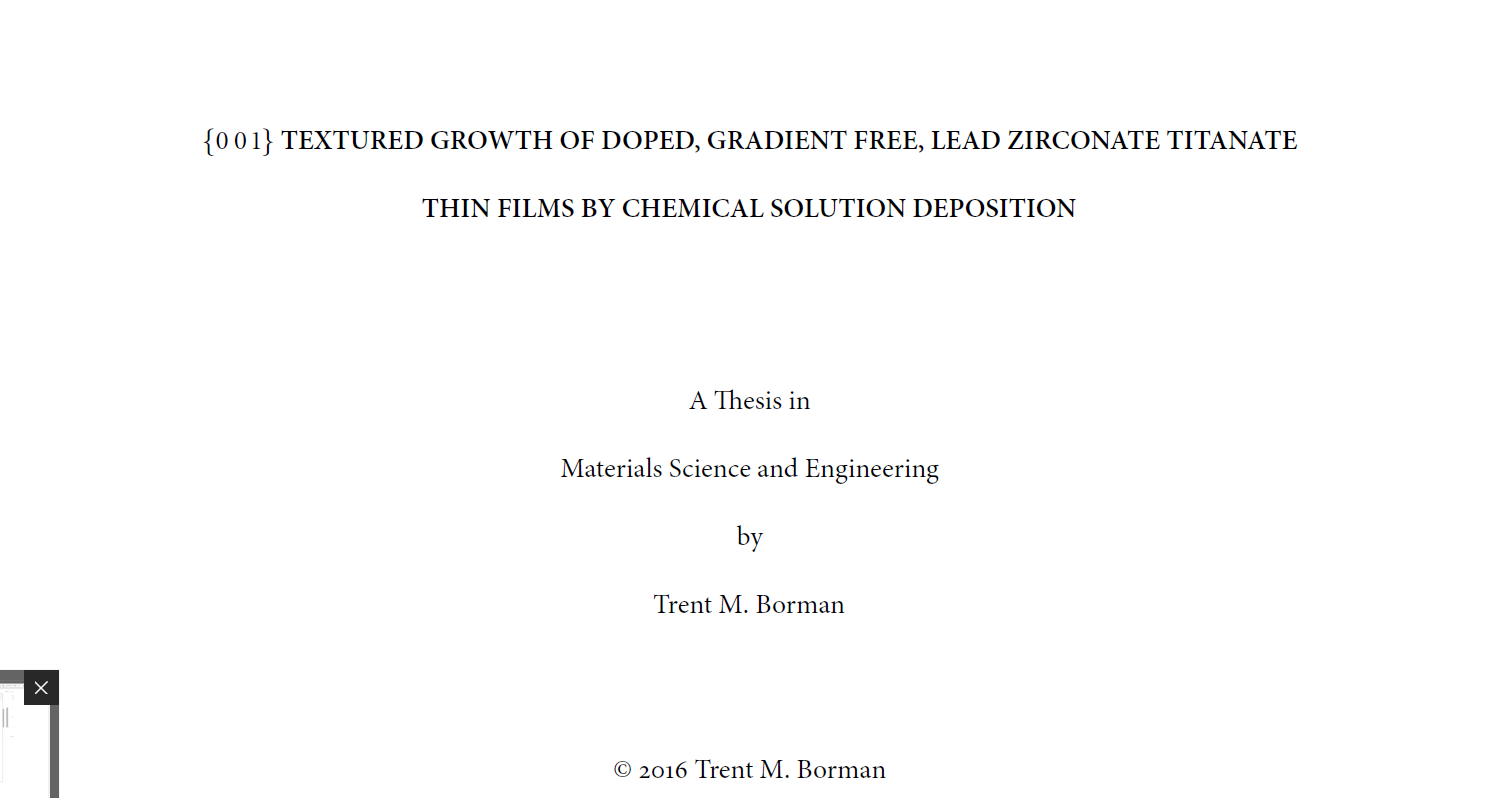 {0 0 1} TEXTURED GROWTH OF DOPED, GRADIENT FREE, LEAD ZIRCONATE TITANATE
THIN FILMS BY CHEMICAL SOLUTION DEPOSITION
A Thesis in
Materials Science and Engineering
by
Trent M. Borman
© 2016 Trent M. Borman